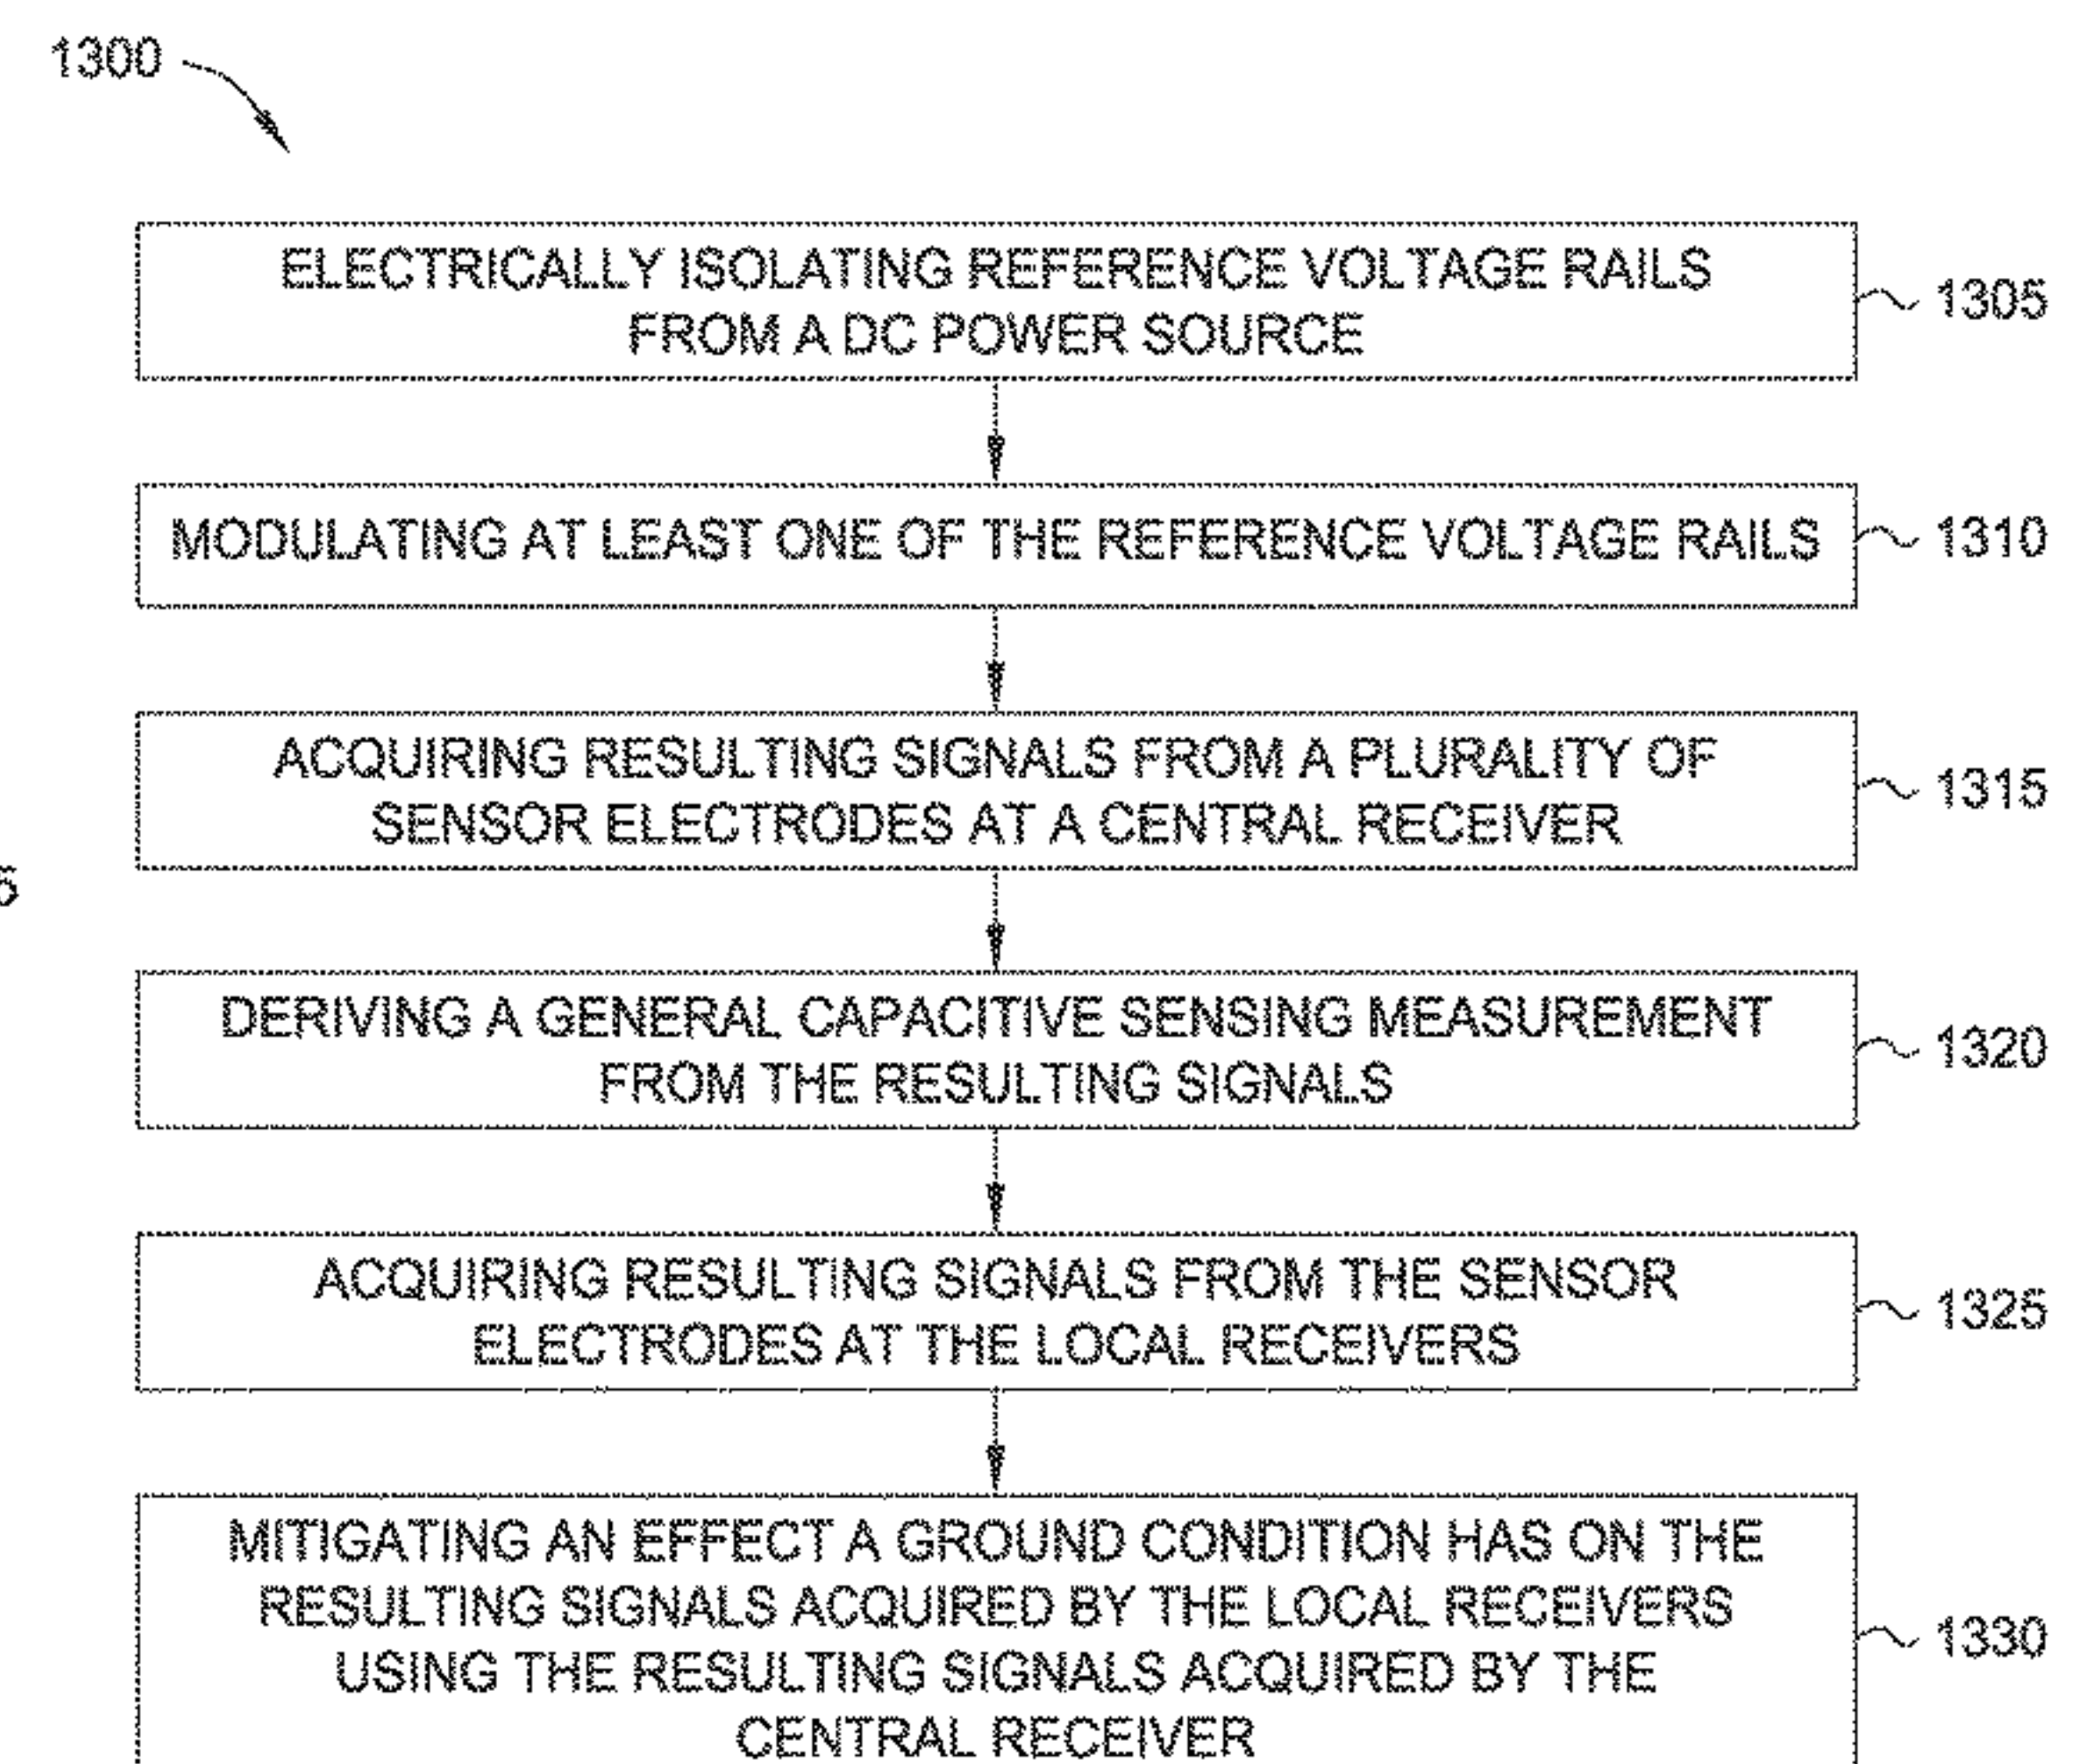 1300
ELECTRICALLY ISOLATING REFERENCE VOLTAGE RAILS
FROM A DC POWER SOURCE
1305
MODULATING AT LEAST ONE OF THE REFERENCE VOLTAGE RAILS
1310
ACQUIRING RESULTING SIGNALS FROM A PLURALITY OF
SENSOR ELECTRODES AT A CENTRAL RECEIVER
1315
5
DERIVING A GENERAL CAPACITIVE SENSING MEASUREMENT
FROM THE RESULTING SIGNALS
1320
ACQUIRING RESULTING SIGNALS FROM THE SENSOR
ELECTRODES AT THE LOCAL RECEIVERS
1325
MITIGATING AN EFFECT A GROUND CONDITION HAS ON THE
RESULTING SIGNALS ACQUIRED BY THE LOCAL RECEIVERS
USING THE RESULTING SIGNALS ACQUIRED BY THE
CENTRAL RECEIVER
1330